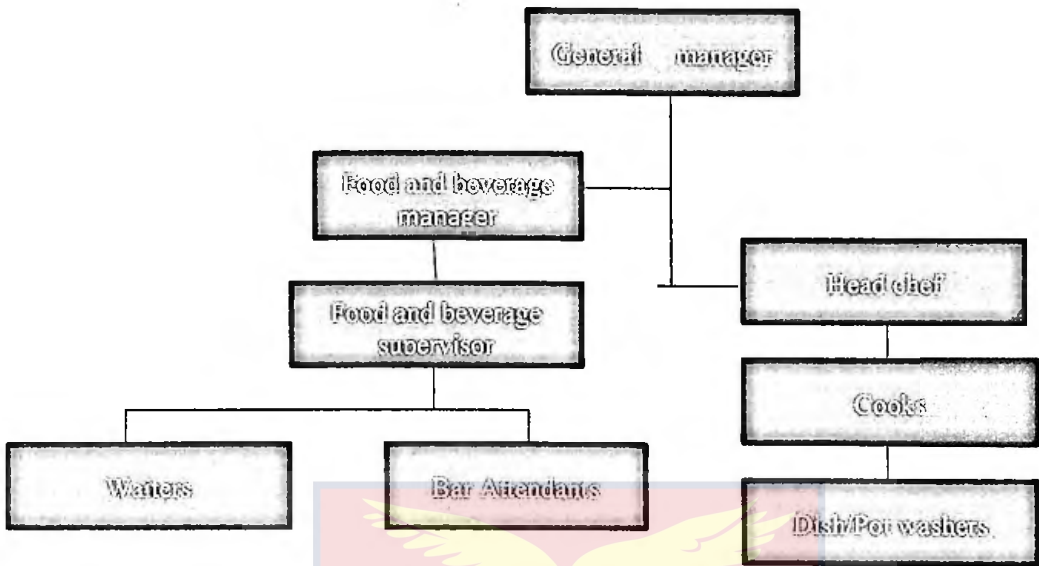 General manager
Food and beverage
manager
Head chef
Food and beverage
supervisor
Cooks
Waiters
Bar Attendants
Dish/Pot washers